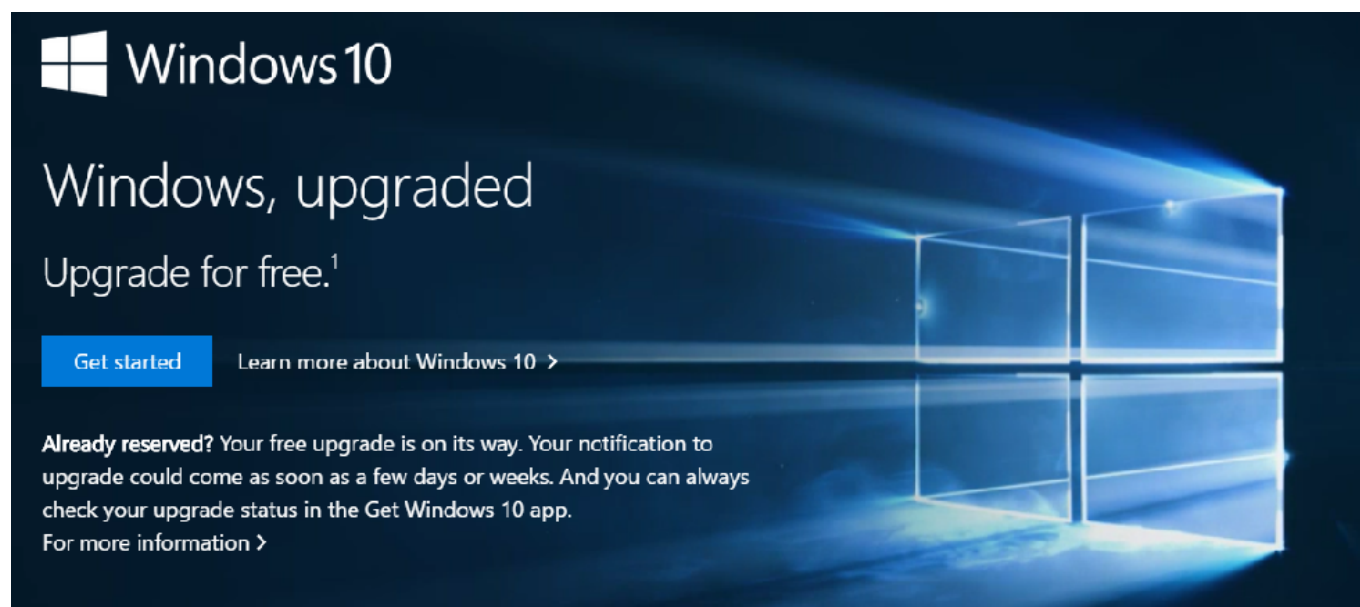 Windows 10
Windows, upgraded
Upgrade for free.¹
Get started
Learn more about Windows 10 >
Already reserved? Your free upgrade is on its way. Your notification to
upgrade could come as soon as a few days or weeks. And you can always
check your upgrade status in the Get Windows 10 app.
For more information >